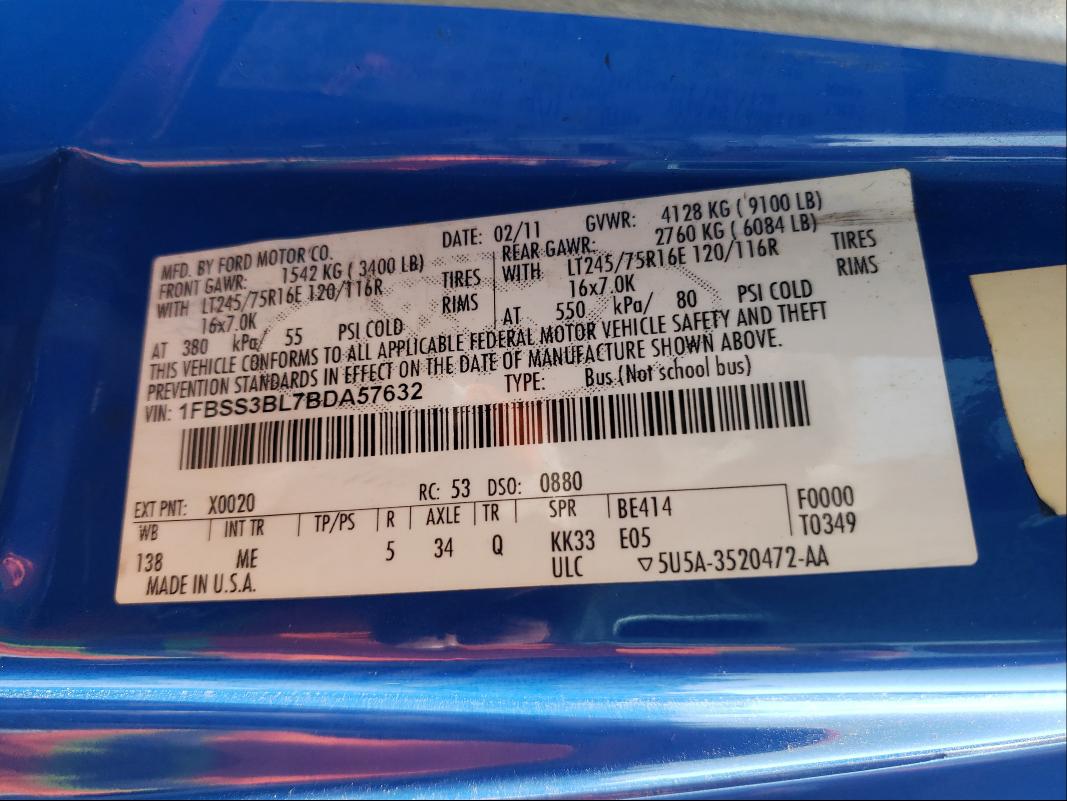 MFD. BY FORD MOTOR CO.
DATE: 02/11 GVWR: 4128 KG ( 9100 LB)
FRONT GAWR: 1542 KG ( 3400 LB) REAR GAWR: 2760 KG ( 6084 LB)
WITH LT245/75R16E 120/116R TIRES WITH LT245/75R16E 120/116R TIRES
16x7.0K RIMS 16x7.0K RIMS
AT 380 kPa/ 55 PSI COLD AT 550 kPa/ 80 PSI COLD
THIS VEHICLE CONFORMS TO ALL APPLICABLE FEDERAL MOTOR VEHICLE SAFETY AND THEFT
PREVENTION STANDARDS IN EFFECT ON THE DATE OF MANUFACTURE SHOWN ABOVE.
VIN: 1FBSS3BL7BDA57632 TYPE: Bus (Not school bus)
EXT PNT: X0020 RC: 53 DSO: 0880
WB INT TR TP/PS R AXLE TR SPR BE414 F0000
138 ME 5 34 Q KK33 E05 T0349
MADE IN U.S.A. ULC ▽5U5A-3520472-AA